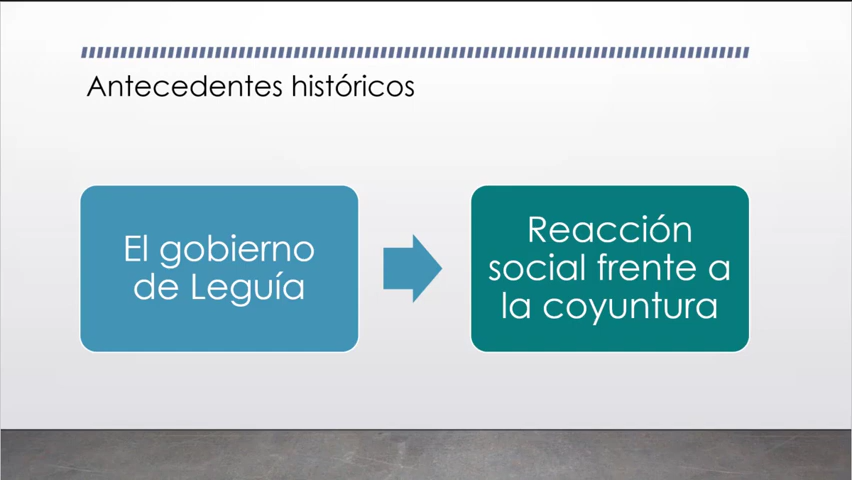 Antecedentes históricos
El gobierno
de Leguía
Reacción
social frente a
la coyuntura